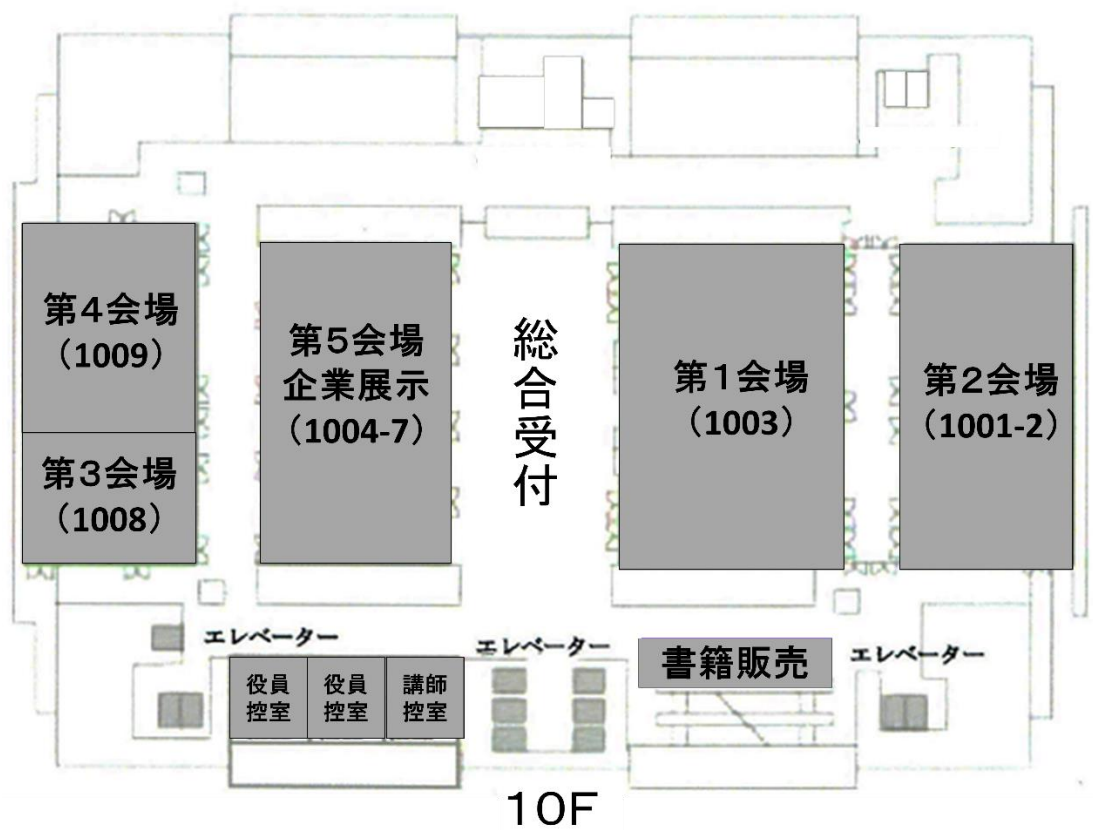 第4会場
（1009）
第3会場
（1008）
第5会場
企業展示
（1004-7）
総合受付
第1会場
（1003）
第2会場
（1001-2）
エレベーター
エレベーター
書籍販売
エレベーター
役員
控室
役員
控室
講師
控室
10F